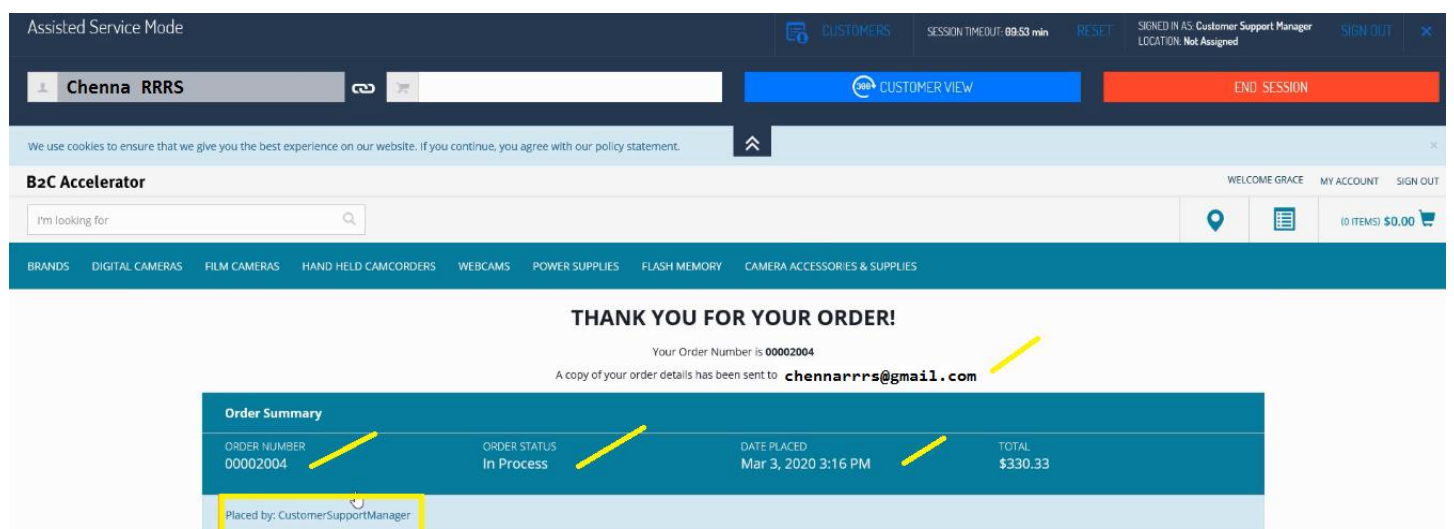 Assisted Service Mode
CUSTOMERS
SESSION TIMEOUT: 09:53 min
RESET
SIGNED IN AS: Customer Support Manager
LOCATION: Not Assigned
SIGN OUT
Chenna RRRS
360° CUSTOMER VIEW
END SESSION
We use cookies to ensure that we give you the best experience on our website. If you continue, you agree with our policy statement.
B2C Accelerator
WELCOME GRACE MY ACCOUNT SIGN OUT
I'm looking for
(0 ITEMS) $0.00
BRANDS DIGITAL CAMERAS FILM CAMERAS HAND HELD CAMCORDERS WEBCAMS POWER SUPPLIES FLASH MEMORY CAMERA ACCESSORIES & SUPPLIES
THANK YOU FOR YOUR ORDER!
Your Order Number is 00002004
A copy of your order details has been sent to chennarrrs@gmail.com
Order Summary
ORDER NUMBER ORDER STATUS DATE PLACED TOTAL
00002004 In Process Mar 3, 2020 3:16 PM $330.33
Placed by: CustomerSupportManager